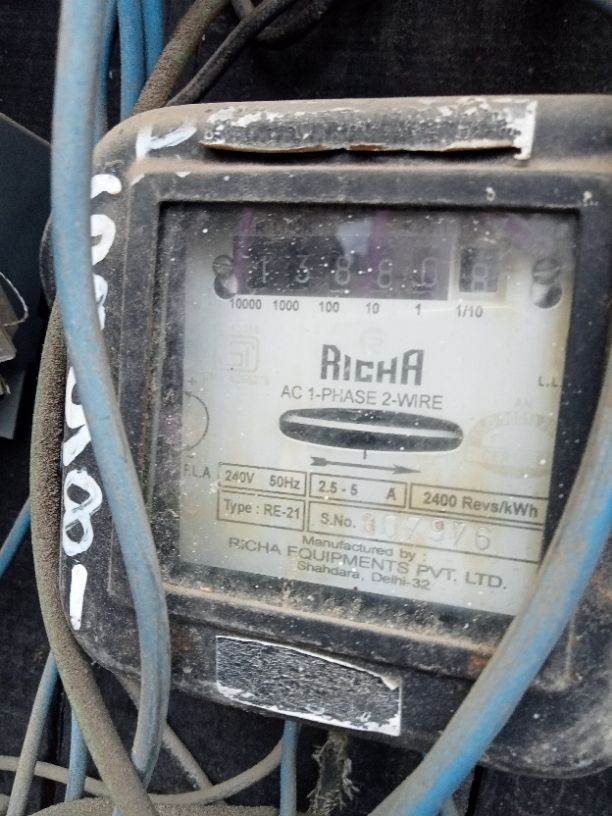 13880 8
10000 1000 100 10 1 1/10
RICHA
AC 1-PHASE 2-WIRE
F.L.A.
L.L.
240V 50Hz 2.5 - 5 A 2400 Revs/kWh
Type : RE-21 S.No. 907976
Manufactured by :
RICHA EQUIPMENTS PVT. LTD.
Shahdara, Delhi-32